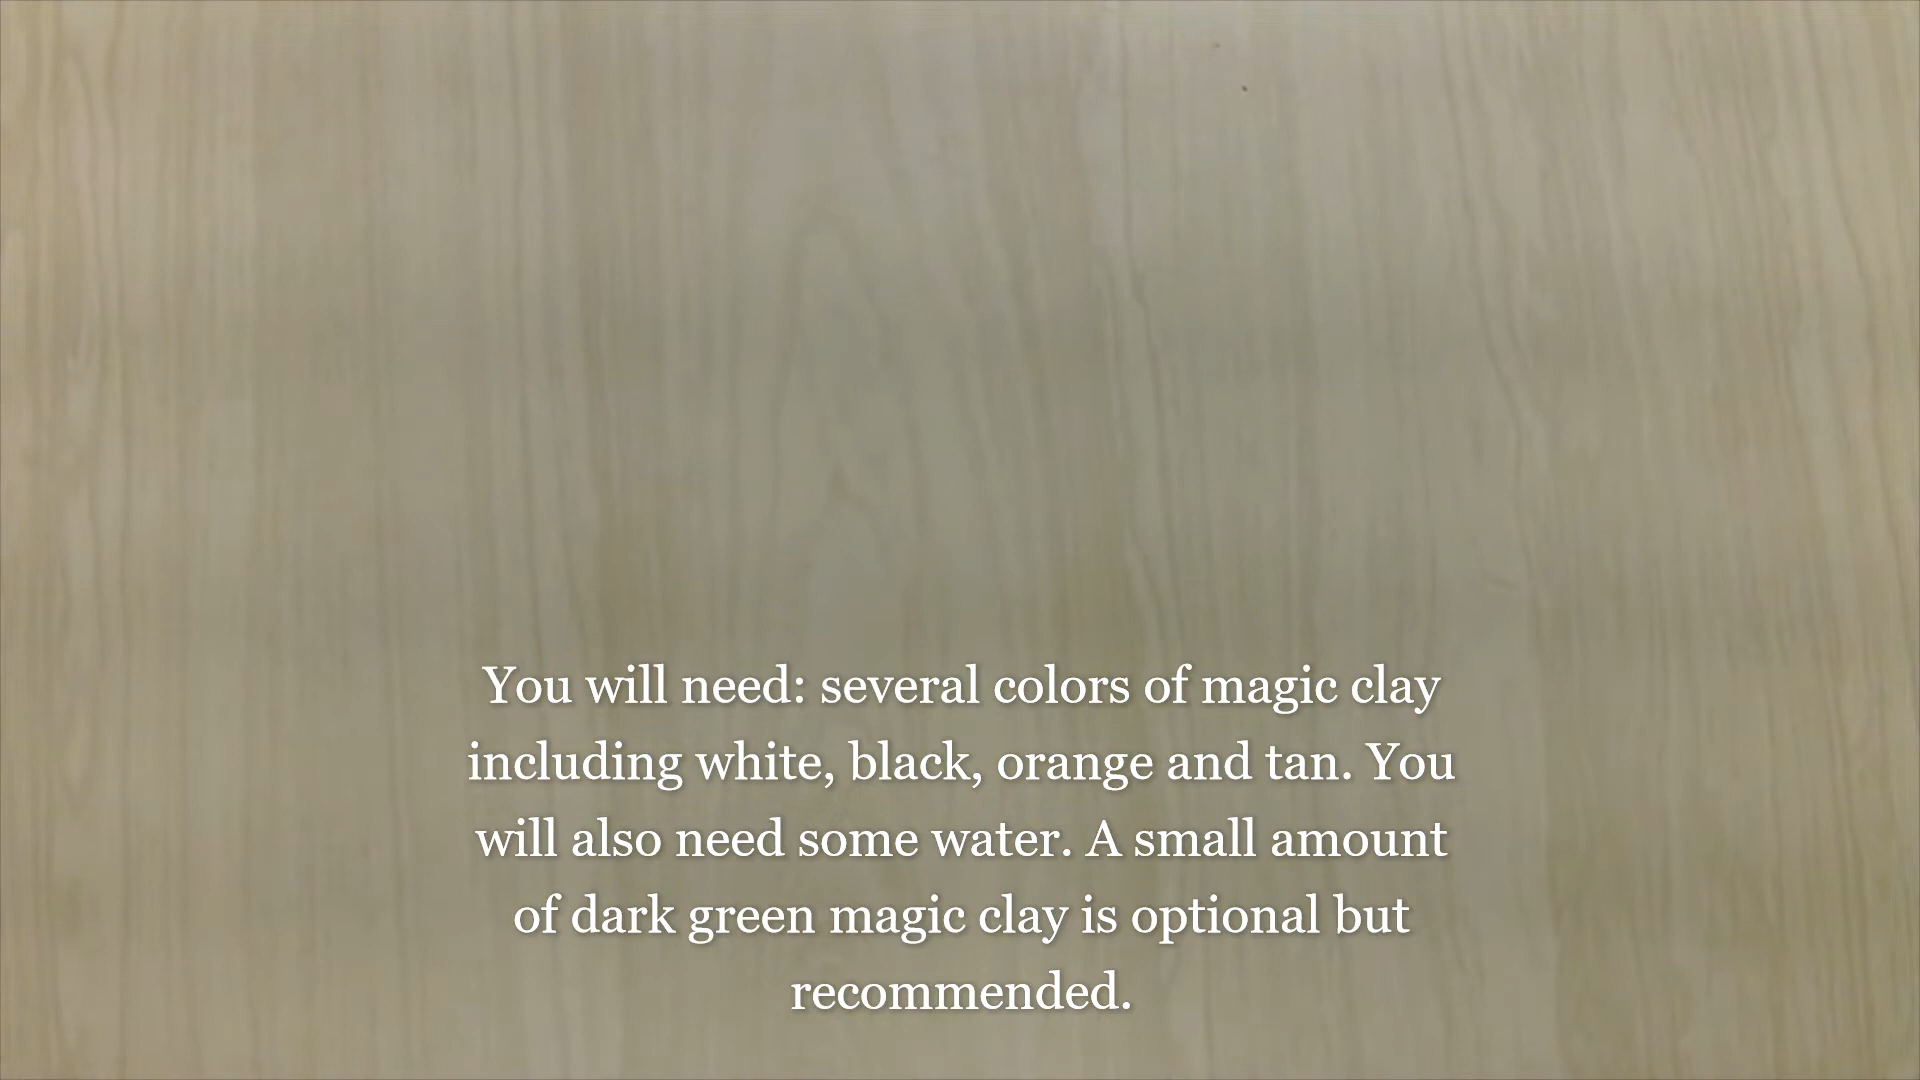 You will need: several colors of magic clay
including white, black, orange and tan. You
will also need some water. A small amount
of dark green magic clay is optional but
recommended.